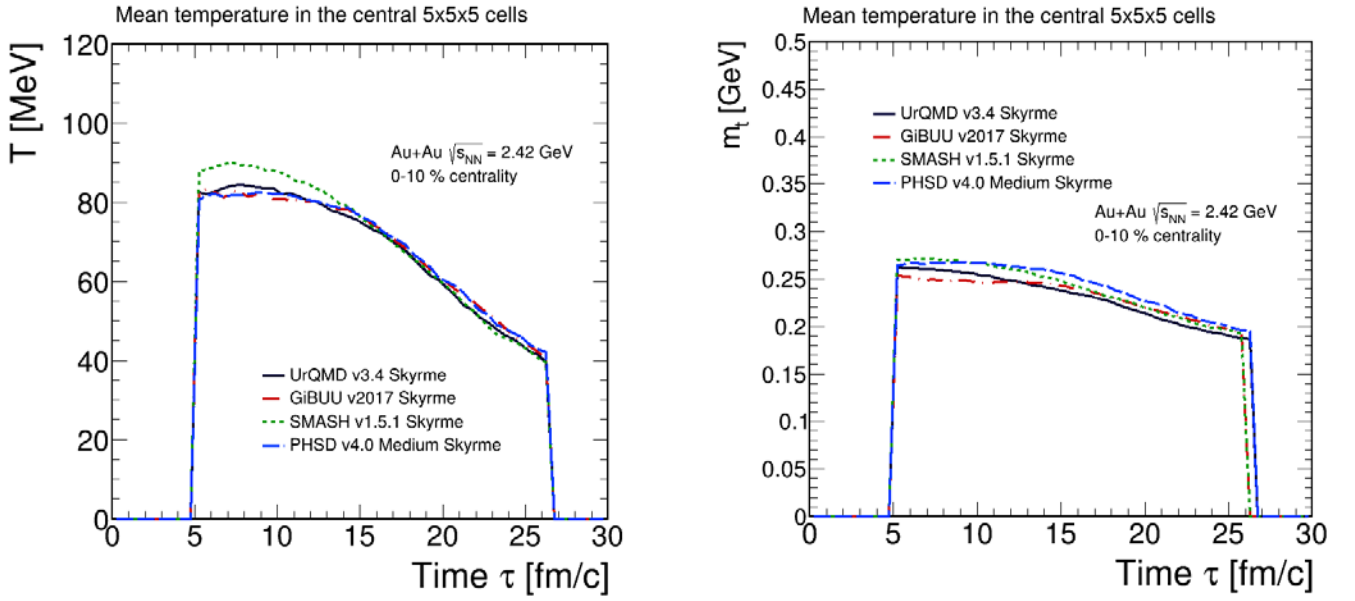 Mean temperature in the central 5x5x5 cells
T [MeV]
120
100
80
60
40
20
0
Au+Au √sNN = 2.42 GeV
0-10 % centrality
UrQMD v3.4 Skyrme
GiBUU v2017 Skyrme
SMASH v1.5.1 Skyrme
PHSD v4.0 Medium Skyrme
0 5 10 15 20 25 30
Time τ [fm/c]
Mean temperature in the central 5x5x5 cells
mt [GeV]
0.5
0.45
0.4
0.35
0.3
0.25
0.2
0.15
0.1
0.05
0
UrQMD v3.4 Skyrme
GiBUU v2017 Skyrme
SMASH v1.5.1 Skyrme
PHSD v4.0 Medium Skyrme
Au+Au √sNN = 2.42 GeV
0-10 % centrality
0 5 10 15 20 25 30
Time τ [fm/c]